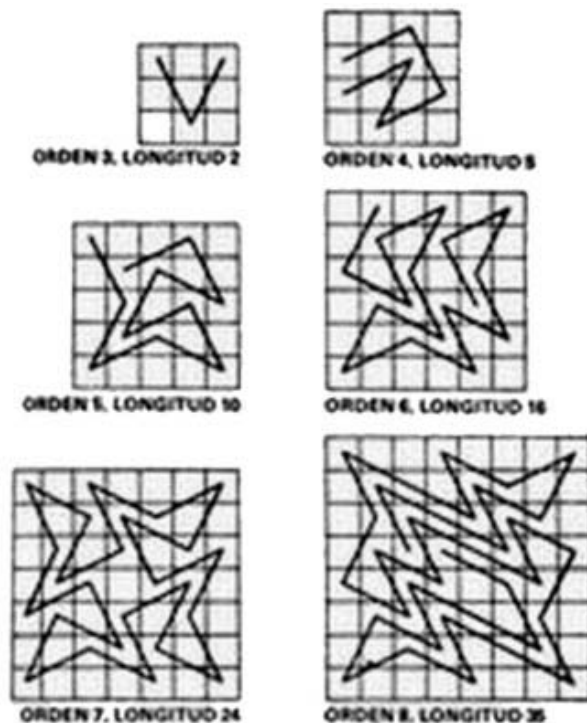 ORDEN 3, LONGITUD 2
ORDEN 4, LONGITUD 5
ORDEN 5, LONGITUD 10
ORDEN 6, LONGITUD 16
ORDEN 7, LONGITUD 24
ORDEN 8, LONGITUD 35